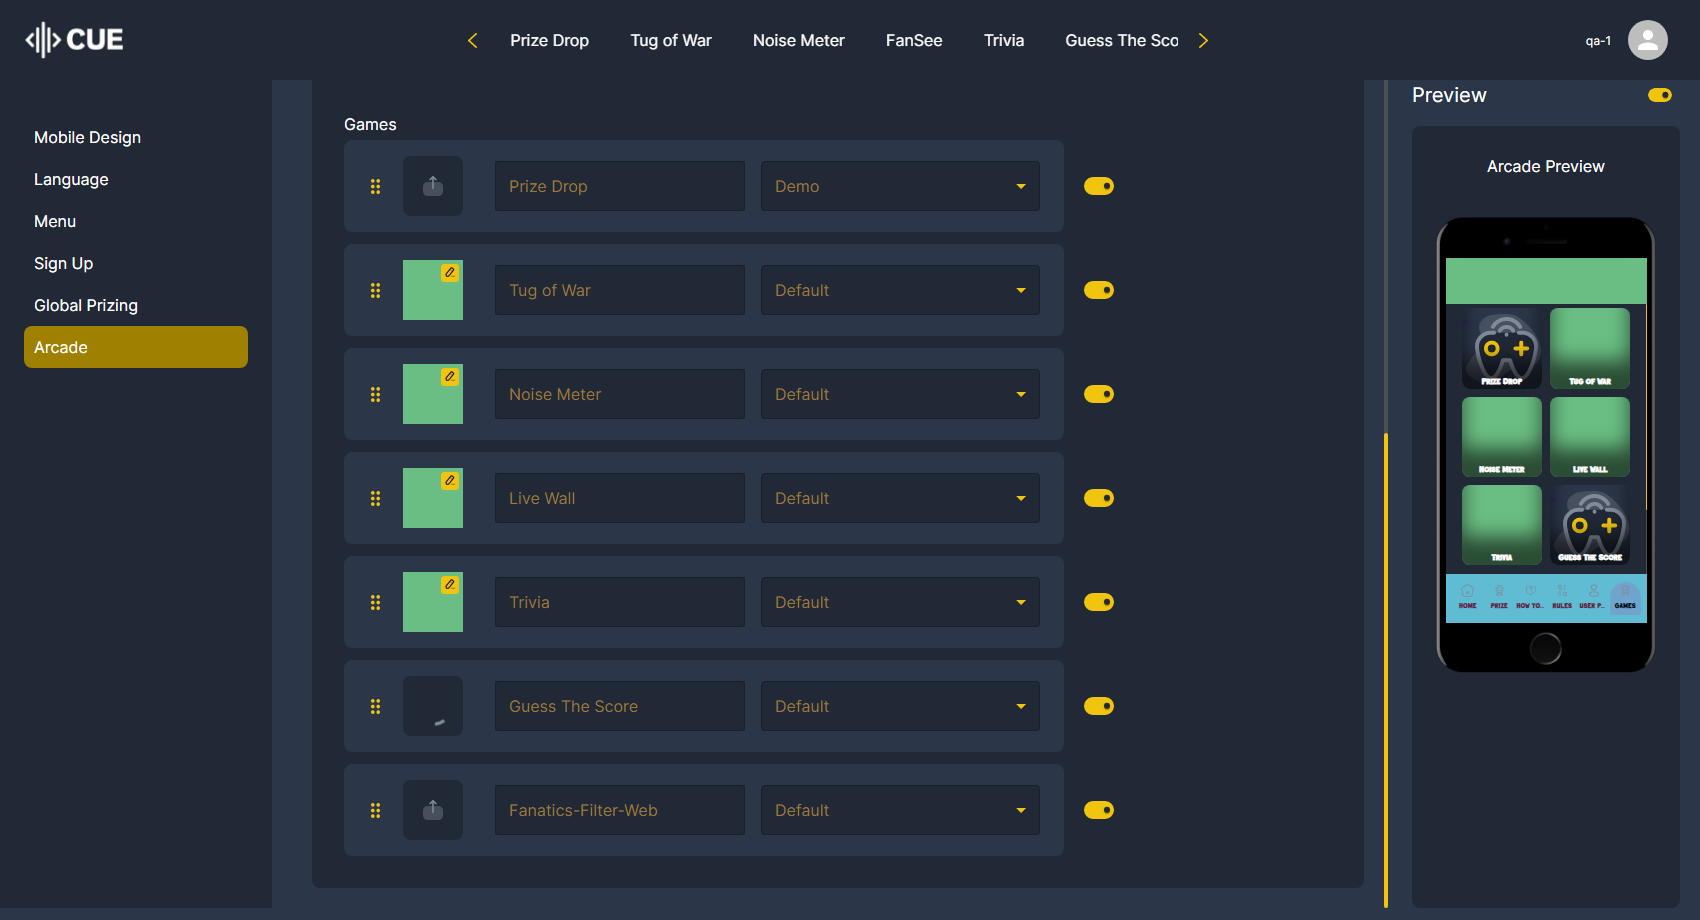 CUE
Prize Drop
Tug of War
Noise Meter
FanSee
Trivia
Guess The Sco
qa-1
Mobile Design
Language
Menu
Sign Up
Global Prizing
Arcade
Games
Prize Drop
Demo
Tug of War
Default
Noise Meter
Default
Live Wall
Default
Trivia
Default
Guess The Score
Default
Fanatics-Filter-Web
Default
Preview
Arcade Preview
Prize Drop
Tug of War
Noise Meter
Live Wall
Trivia
Guess The Score
HOME
PRIZE
HOW TO..
RULES
USER P..
GAMES